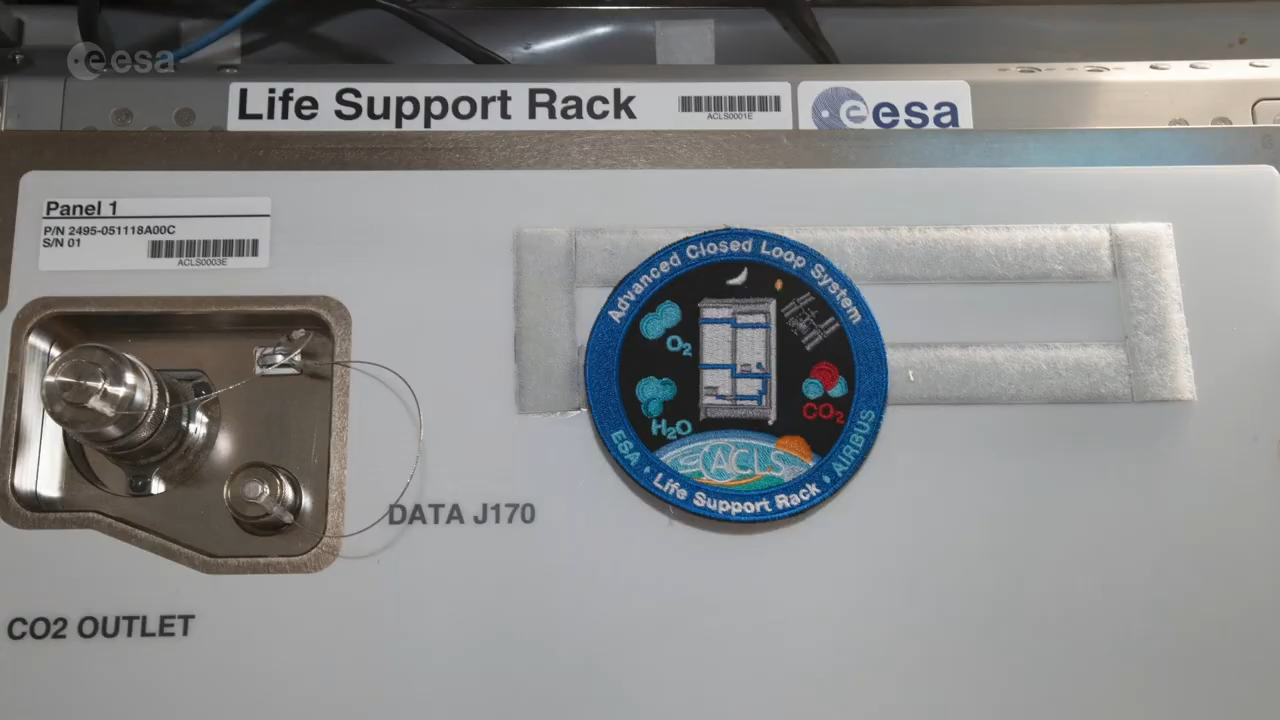 esa
Life Support Rack
ACLS0001E
esa
Panel 1
P/N 2495-051118A00C
S/N 01
ACLS0003E
Advanced Closed Loop System
O2
H2O
CO2
ACLS
ESA • Life Support Rack • AIRBUS
DATA J170
CO2 OUTLET